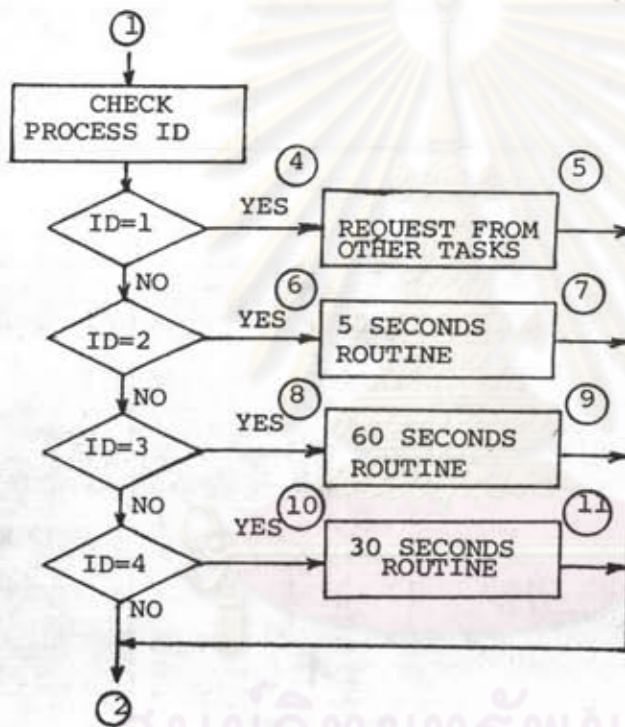 1
CHECK
PROCESS ID
4
5
ID=1
YES
REQUEST FROM
OTHER TASKS
NO
6
7
ID=2
YES
5 SECONDS
ROUTINE
NO
8
9
ID=3
YES
60 SECONDS
ROUTINE
NO
10
11
ID=4
YES
30 SECONDS
ROUTINE
NO
2